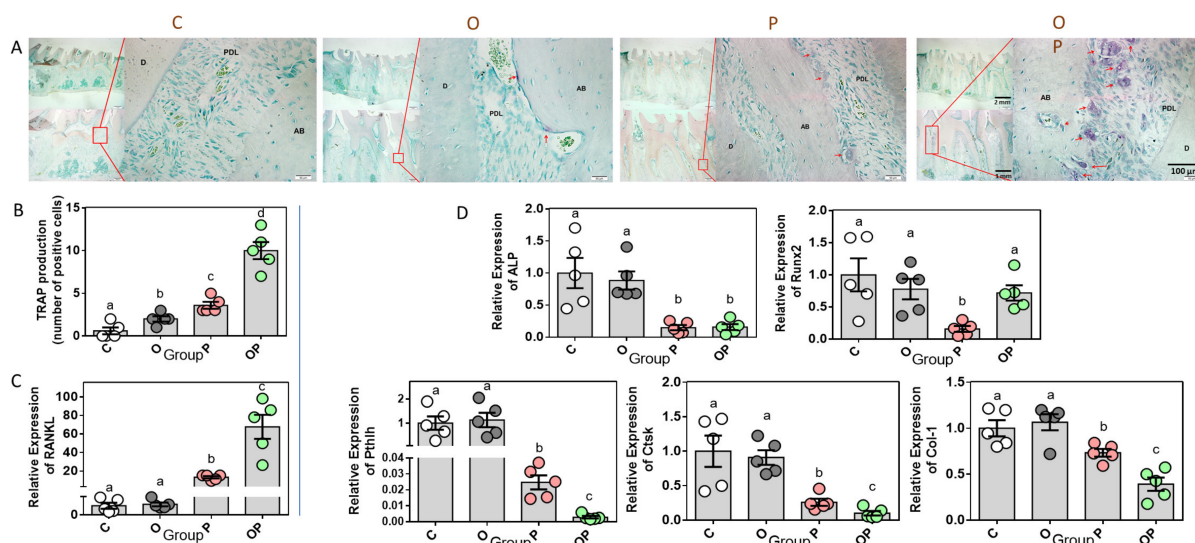 C O P O
P
A
D PDL AB
D PDL AB
D AB PDL
2 mm
AB PDL D
100 µm
B
TRAP production
(number of positive cells)
15
10
5
0
a b c d
C O P OP
Group
C
Relative Expression
of RANKL
100
80
60
40
20
5
0
a a b c
C O P OP
Group
D
Relative Expression
of ALP
2.0
1.5
1.0
0.5
0.0
a a b b
C O P OP
Group
Relative Expression
of Runx2
2.0
1.5
1.0
0.5
0.0
a a b a
C O P OP
Group
Relative Expression
of Pthlh
2
1
0.04
0.03
0.02
0.01
0.00
a a b c
C O P OP
Group
Relative Expression
of Ctsk
2.0
1.5
1.0
0.5
0.0
a a b c
C O P OP
Group
Relative Expression
of Col-1
1.5
1.0
0.5
0.0
a a b c
C O P OP
Group